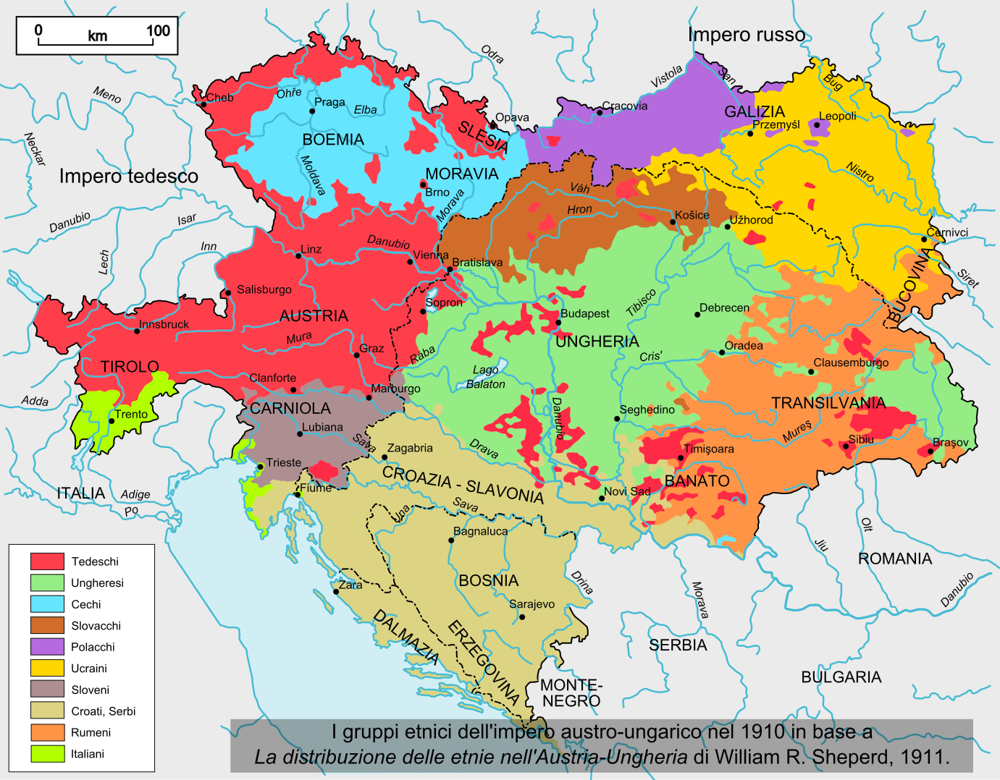 0 km 100
Impero russo
Odra
Vistola
San
Bug
Meno
Cheb
Ohře
Praga
Elba
Opava
Cracovia
GALIZIA
Leopoli
Przemyśl
SLESIA
BOEMIA
Neckar
Moldava
MORAVIA
Impero tedesco
Brno
Morava
Nistro
Váh
Hron
Košice
Užhorod
Cernivci
Danubio
Isar
Inn
Lech
Linz
Danubio
Vienna
Bratislava
BUCOVINA
Siret
Salisburgo
Sopron
Tibisco
Debrecen
Innsbruck
AUSTRIA
Budapest
Mura
Graz
UNGHERIA
Rába
Cris'
Oradea
Clausemburgo
TIROLO
Lago
Balaton
Clanforte
Marburgo
Adda
Trento
CARNIOLA
Danubio
Seghedino
TRANSILVANIA
Lubiana
Sava
Zagabria
Drava
Mureş
Sibiu
Braşov
Timişoara
Trieste
CROAZIA - SLAVONIA
BANATO
Fiume
Novi Sad
ITALIA
Adige
Po
Una
Sava
Bagnaluca
Olt
Jiu
ROMANIA
Danubio
BOSNIA
Drina
Morava
Zara
Sarajevo
DALMAZIA
ERZEGOVINA
SERBIA
MONTE-
NEGRO
BULGARIA
Tedeschi
Ungheresi
Cechi
Slovacchi
Polacchi
Ucraini
Sloveni
Croati, Serbi
Rumeni
Italiani
I gruppi etnici dell'impero austro-ungarico nel 1910 in base a
La distribuzione delle etnie nell'Austria-Ungheria di William R. Sheperd, 1911.